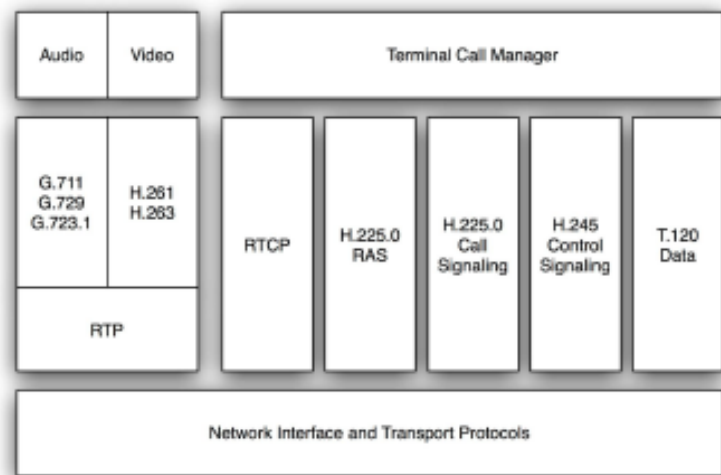 Audio
Video
Terminal Call Manager
G.711
G.729
G.723.1
H.261
H.263
RTP
RTCP
H.225.0
RAS
H.225.0
Call
Signaling
H.245
Control
Signaling
T.120
Data
Network Interface and Transport Protocols